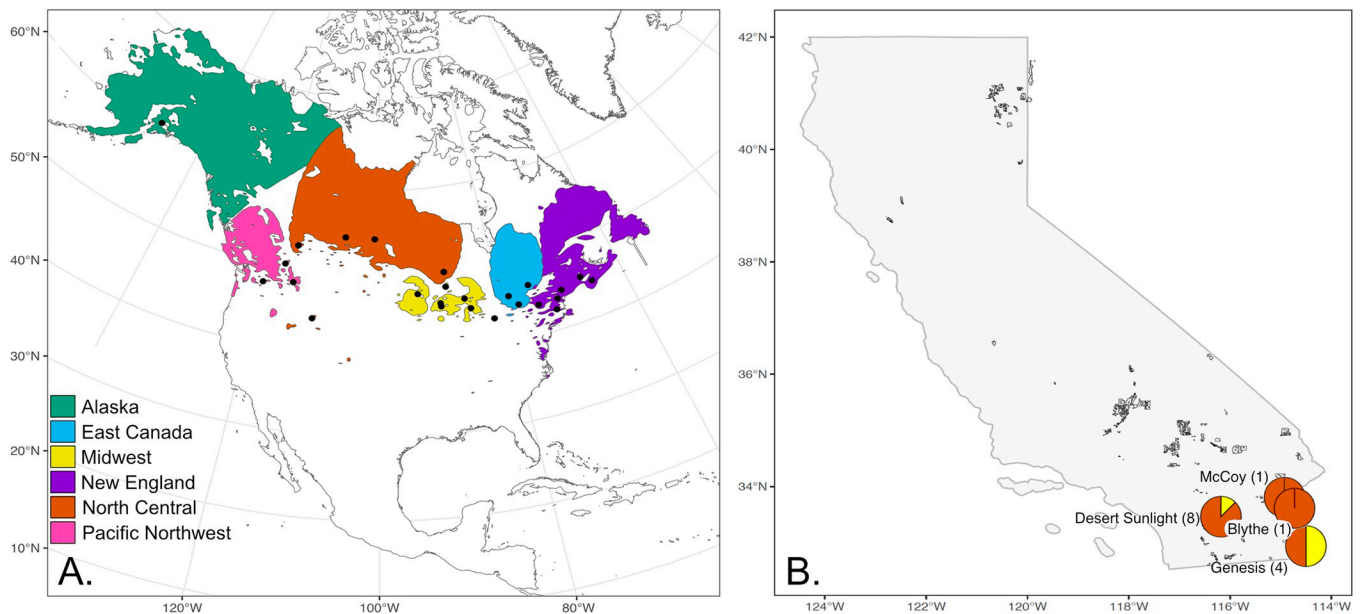 60°N
50°N
40°N
30°N
20°N
10°N
120°W
100°W
80°W
Alaska
East Canada
Midwest
New England
North Central
Pacific Northwest
A.
42°N
40°N
38°N
36°N
34°N
124°W
122°W
120°W
118°W
116°W
114°W
McCoy (1)
Desert Sunlight (8)
Blythe (1)
Genesis (4)
B.